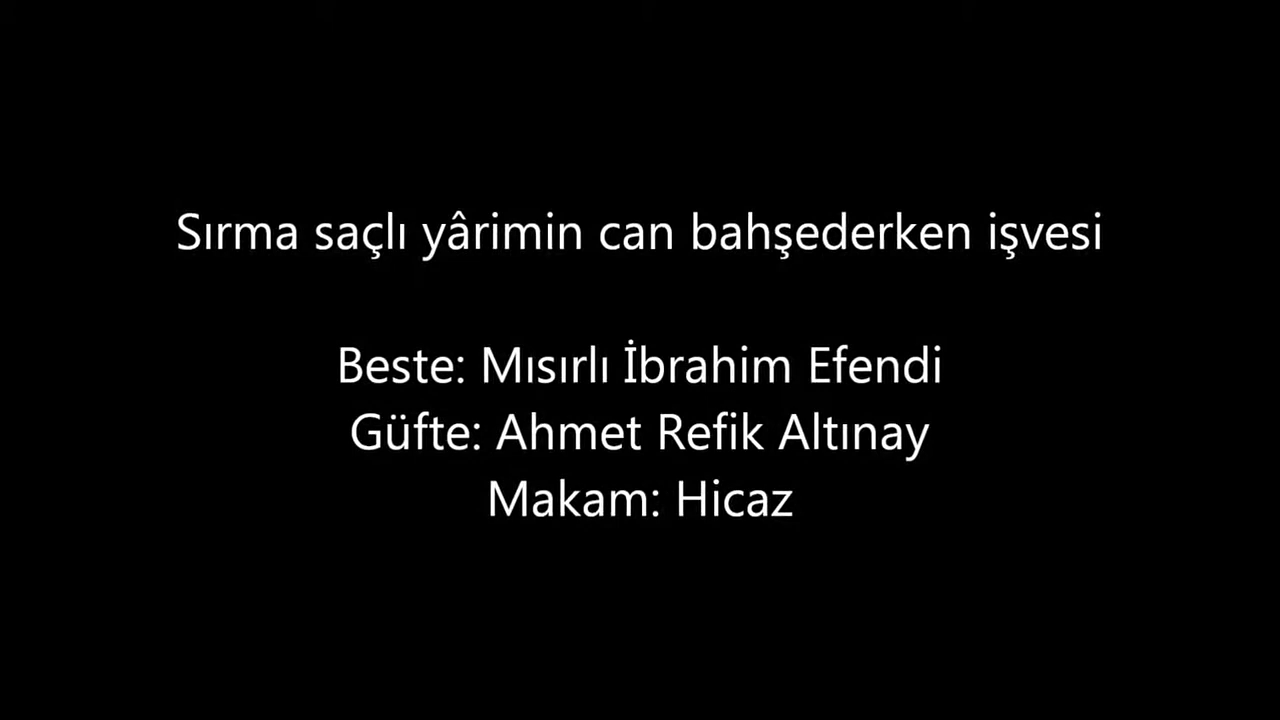 Sırma saçlı yârimin can bahşederken işvesi
Beste: Mısırlı İbrahim Efendi
Güfte: Ahmet Refik Altınay
Makam: Hicaz